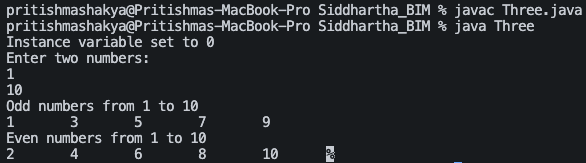 pritishmashakya@Pritishmas-MacBook-Pro Siddhartha_BIM % javac Three.java
pritishmashakya@Pritishmas-MacBook-Pro Siddhartha_BIM % java Three
Instance variable set to 0
Enter two numbers:
1
10
Odd numbers from 1 to 10
1	3	5	7	9
Even numbers from 1 to 10
2	4	6	8	10	%